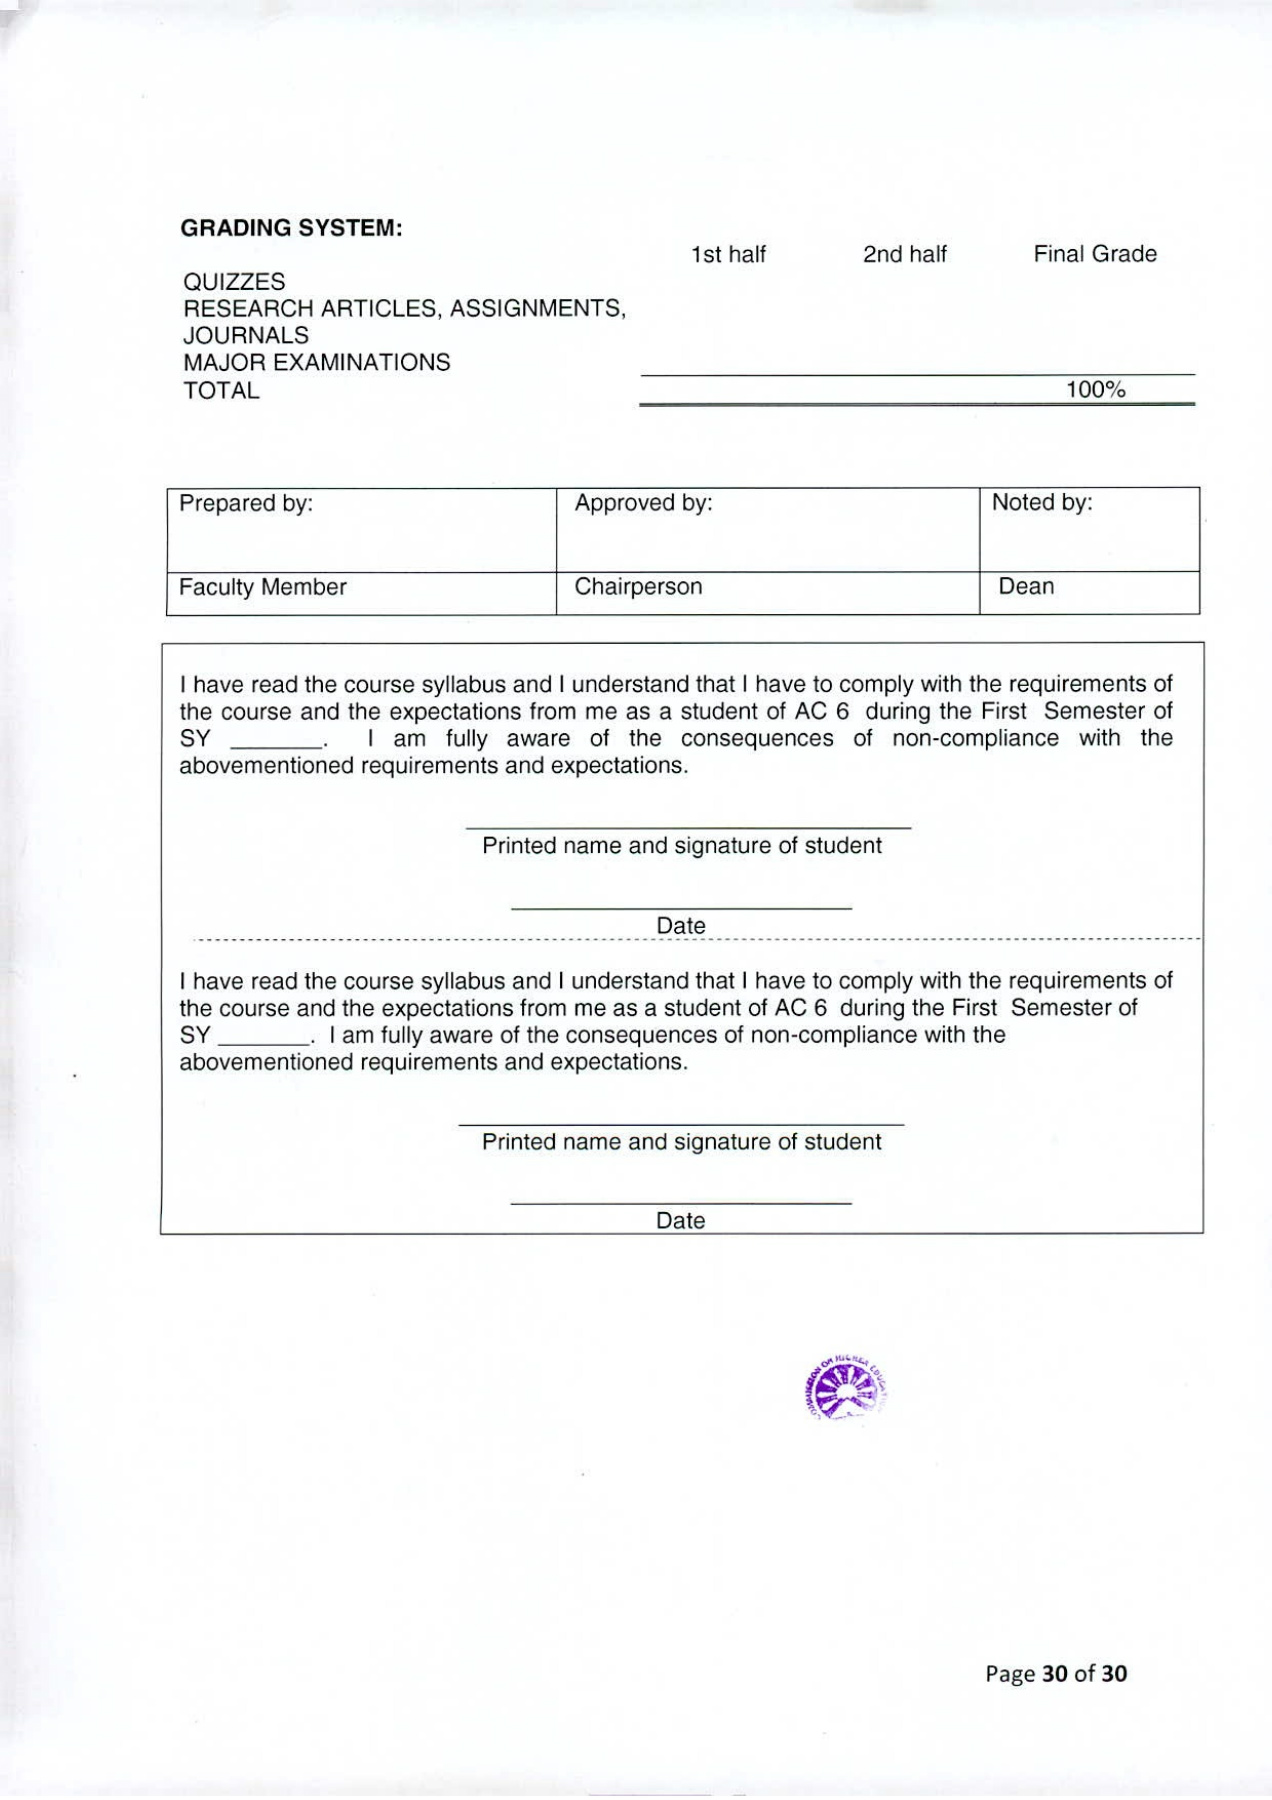 GRADING SYSTEM:
1st half 2nd half Final Grade
QUIZZES
RESEARCH ARTICLES, ASSIGNMENTS,
JOURNALS
MAJOR EXAMINATIONS
TOTAL 100%
Prepared by: Approved by: Noted by:
Faculty Member Chairperson Dean
I have read the course syllabus and I understand that I have to comply with the requirements of
the course and the expectations from me as a student of AC 6 during the First Semester of
SY ________. I am fully aware of the consequences of non-compliance with the
abovementioned requirements and expectations.
Printed name and signature of student
Date
I have read the course syllabus and I understand that I have to comply with the requirements of
the course and the expectations from me as a student of AC 6 during the First Semester of
SY ________. I am fully aware of the consequences of non-compliance with the
abovementioned requirements and expectations.
Printed name and signature of student
Date
COMMISSION ON HIGHER EDUCATION
Page 30 of 30